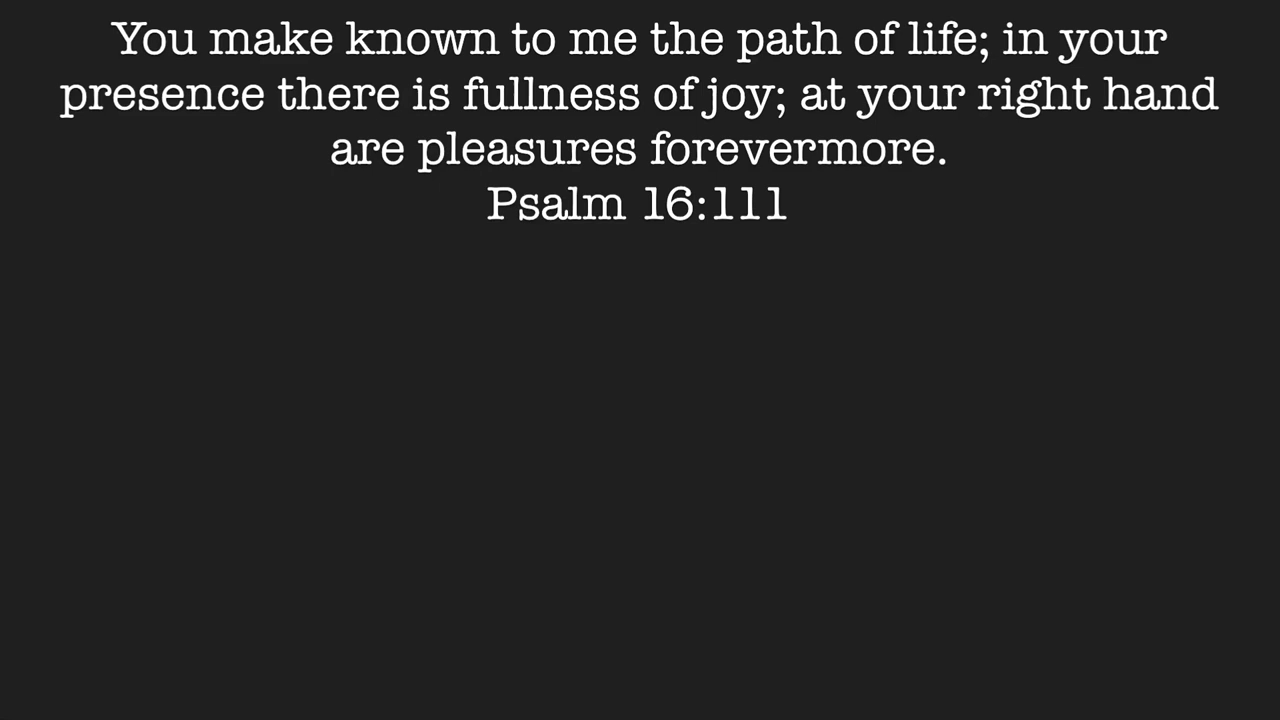 You make known to me the path of life; in your
presence there is fullness of joy; at your right hand
are pleasures forevermore.
Psalm 16:111